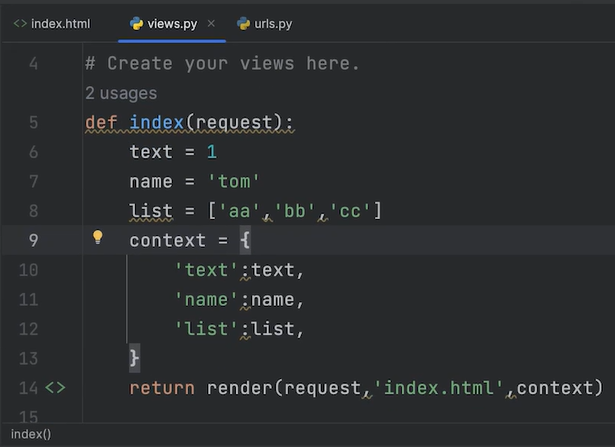 <> index.html views.py × urls.py
4 # Create your views here.
2 usages
5 def index(request):
6 text = 1
7 name = 'tom'
8 list = ['aa','bb','cc']
9 context = {
10 'text':text,
11 'name':name,
12 'list':list,
13 }
14 <> return render(request,'index.html',context)
15
index()